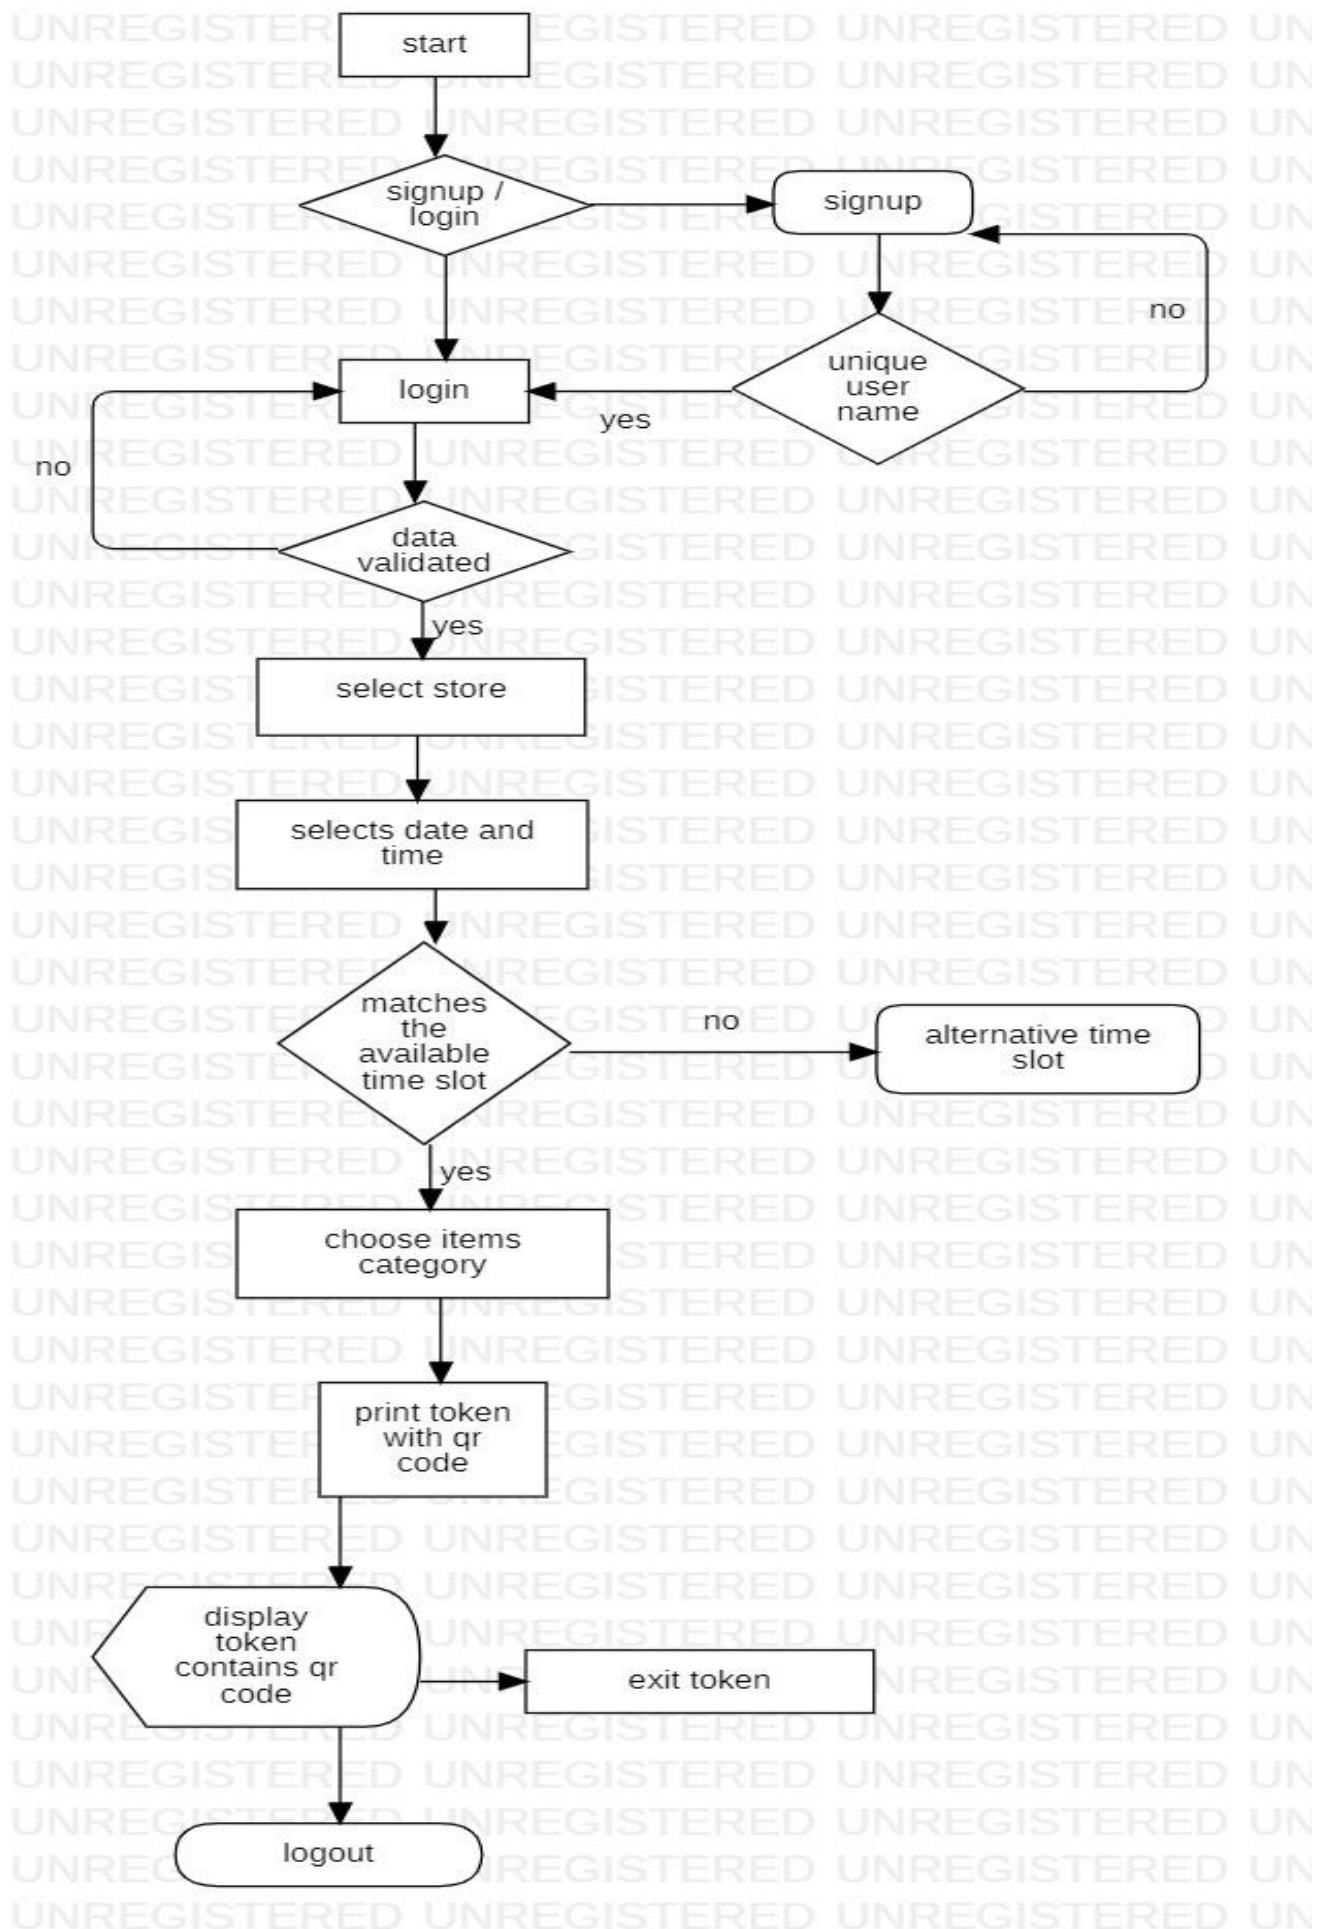 start
signup /
login
signup
no
unique
user
name
login
yes
no
data
validated
yes
select store
selects date and
time
matches
the
available
time slot
no
alternative time
slot
yes
choose items
category
print token
with qr
code
display
token
contains qr
code
exit token
logout
UNREGISTERED